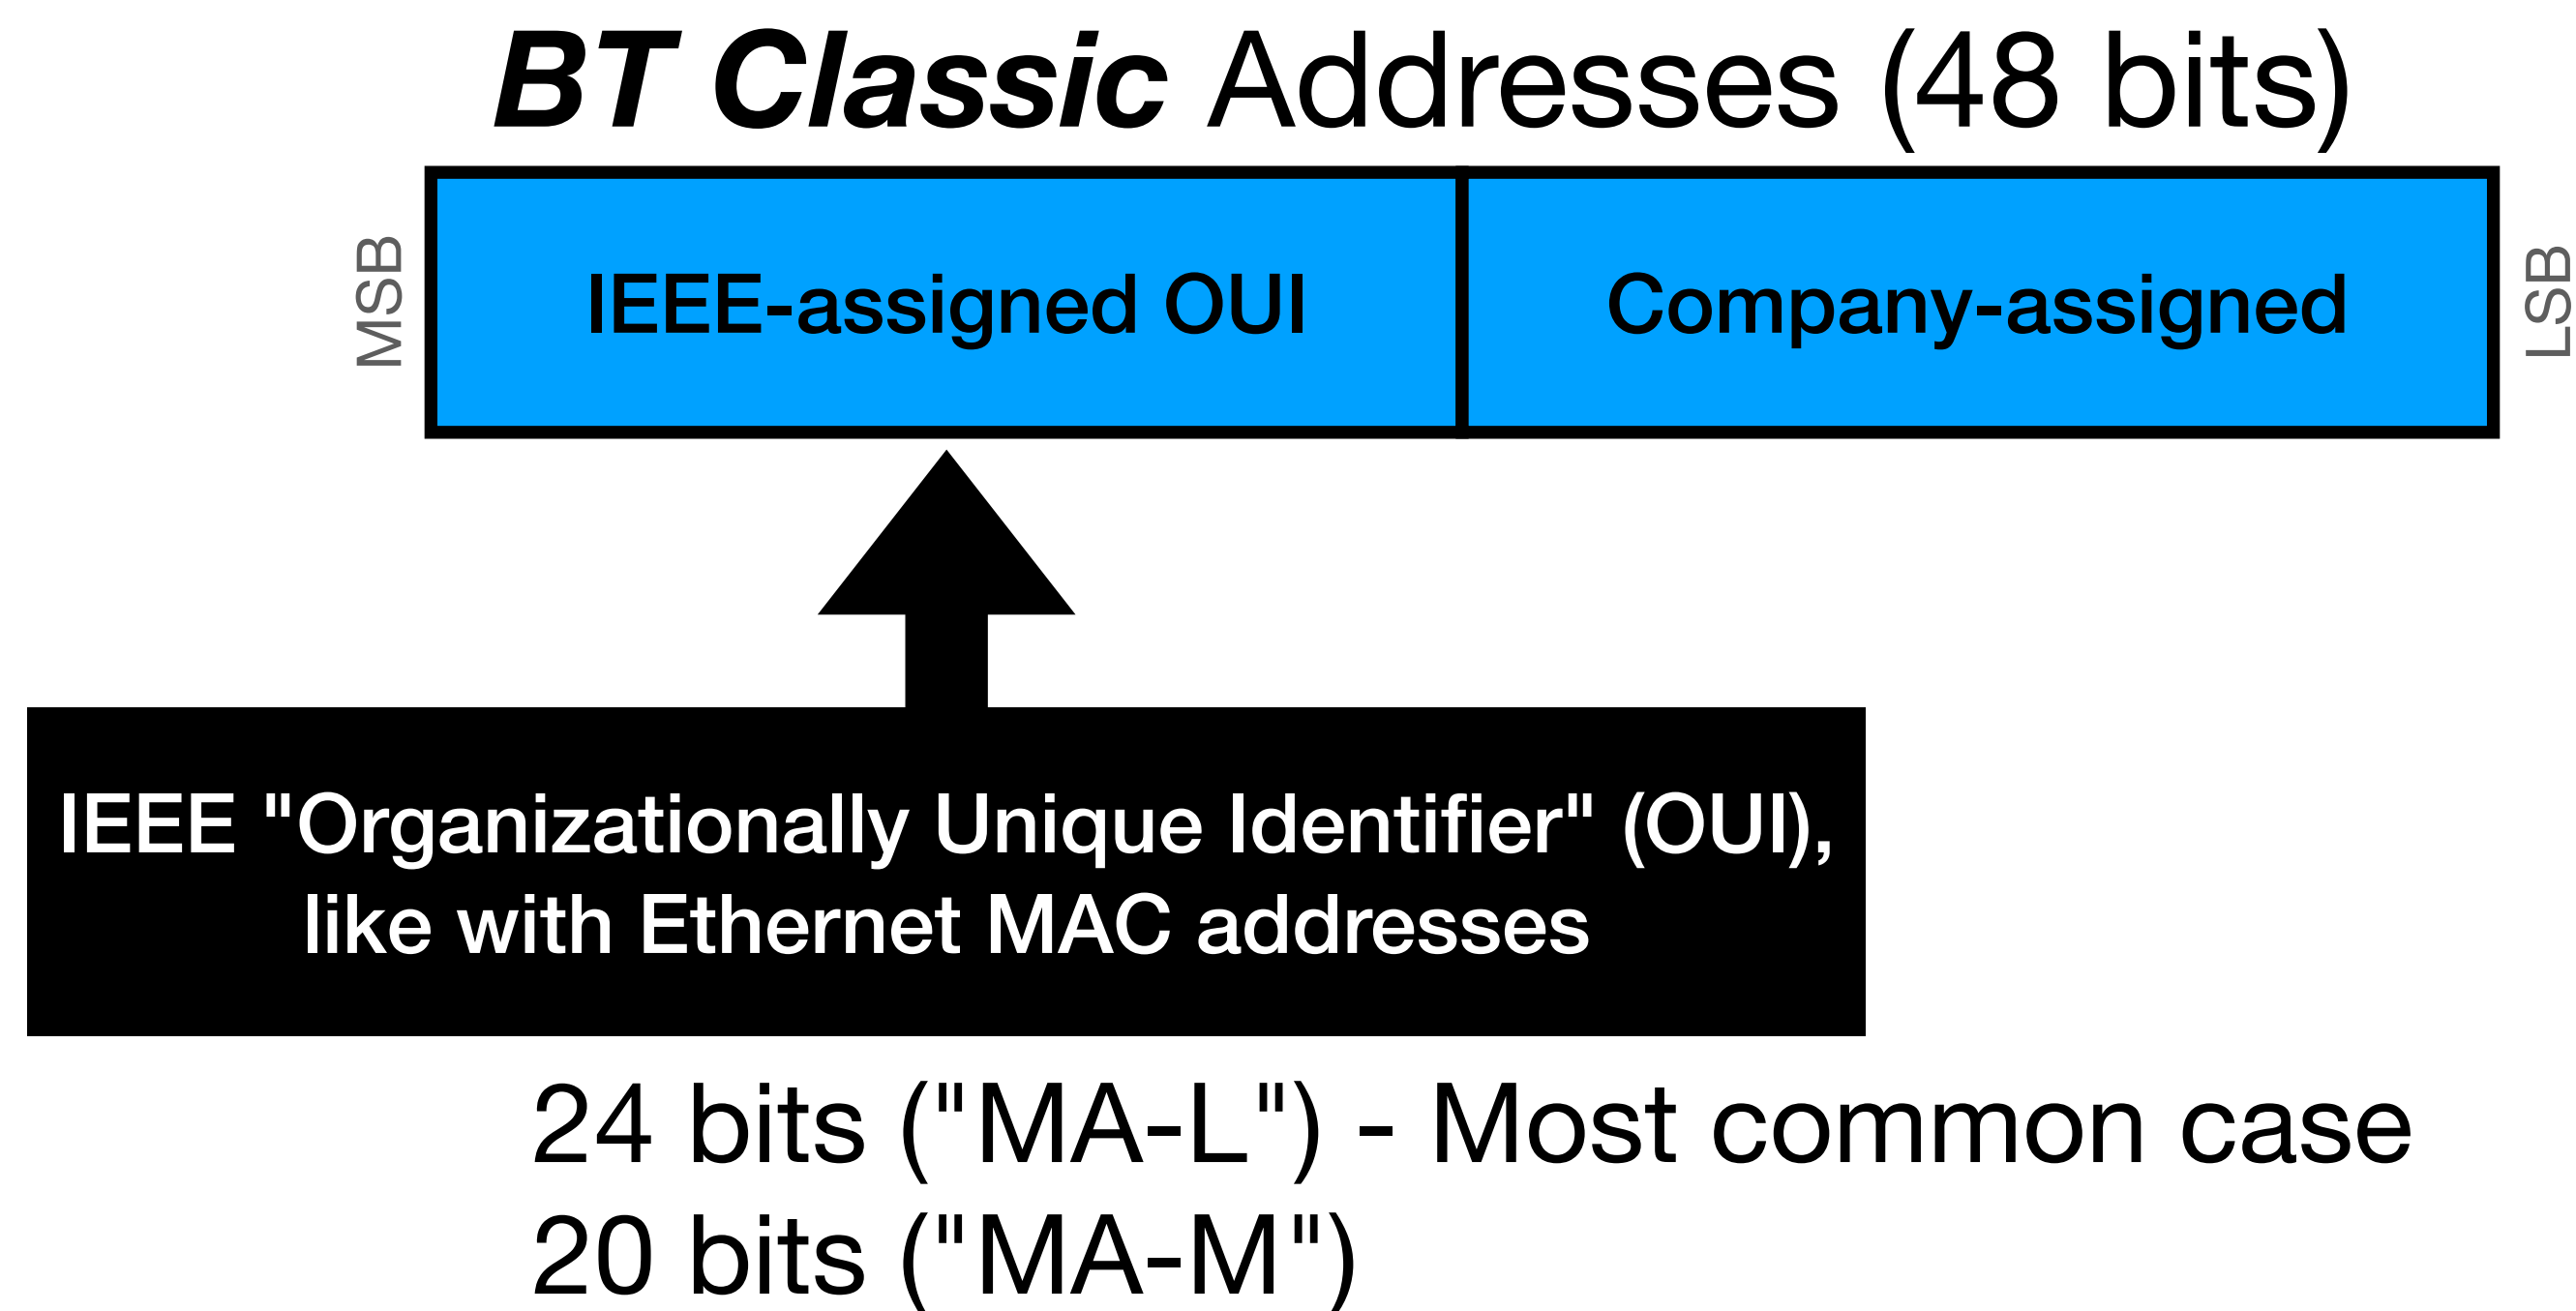 BT Classic Addresses (48 bits)
MSB
IEEE-assigned OUI
Company-assigned
LSB
IEEE "Organizationally Unique Identifier" (OUI),
like with Ethernet MAC addresses
24 bits ("MA-L") - Most common case
20 bits ("MA-M")